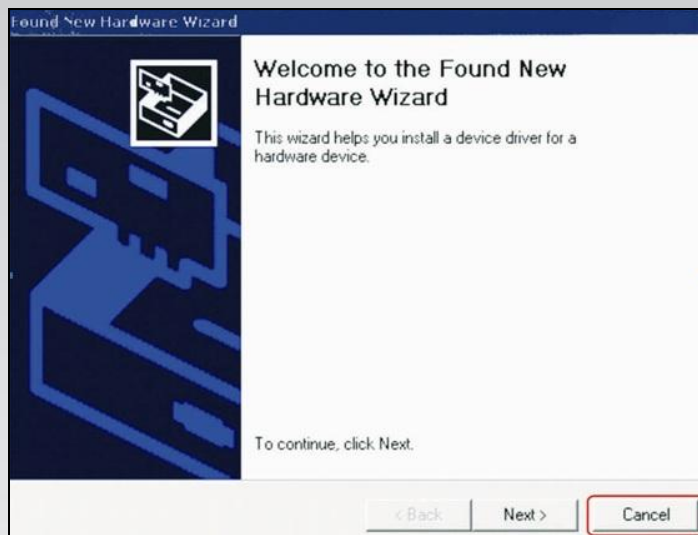 Found New Hardware Wizard
Welcome to the Found New
Hardware Wizard
This wizard helps you install a device driver for a
hardware device.
To continue, click Next.
< Back
Next >
Cancel